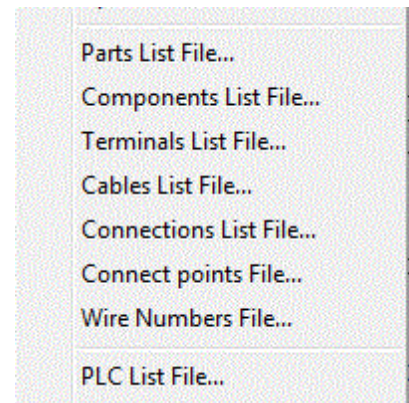 Parts List File...
Components List File...
Terminals List File...
Cables List File...
Connections List File...
Connect points File...
Wire Numbers File...
PLC List File...